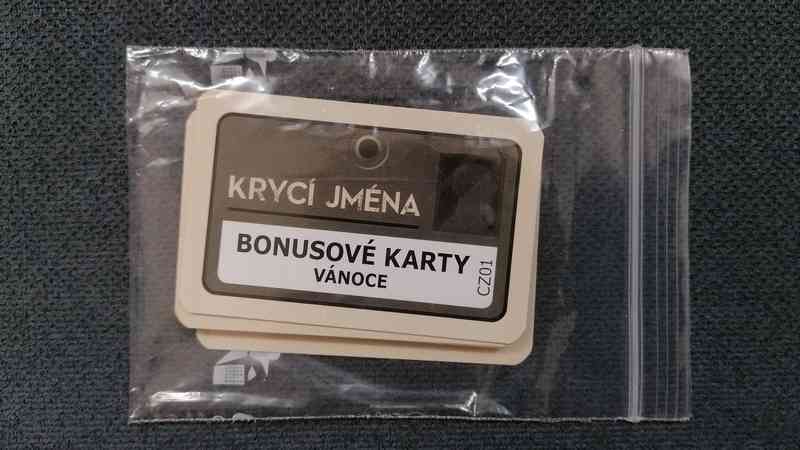 KRYCÍ JMÉNA
BONUSOVÉ KARTY
VÁNOCE
CZ01